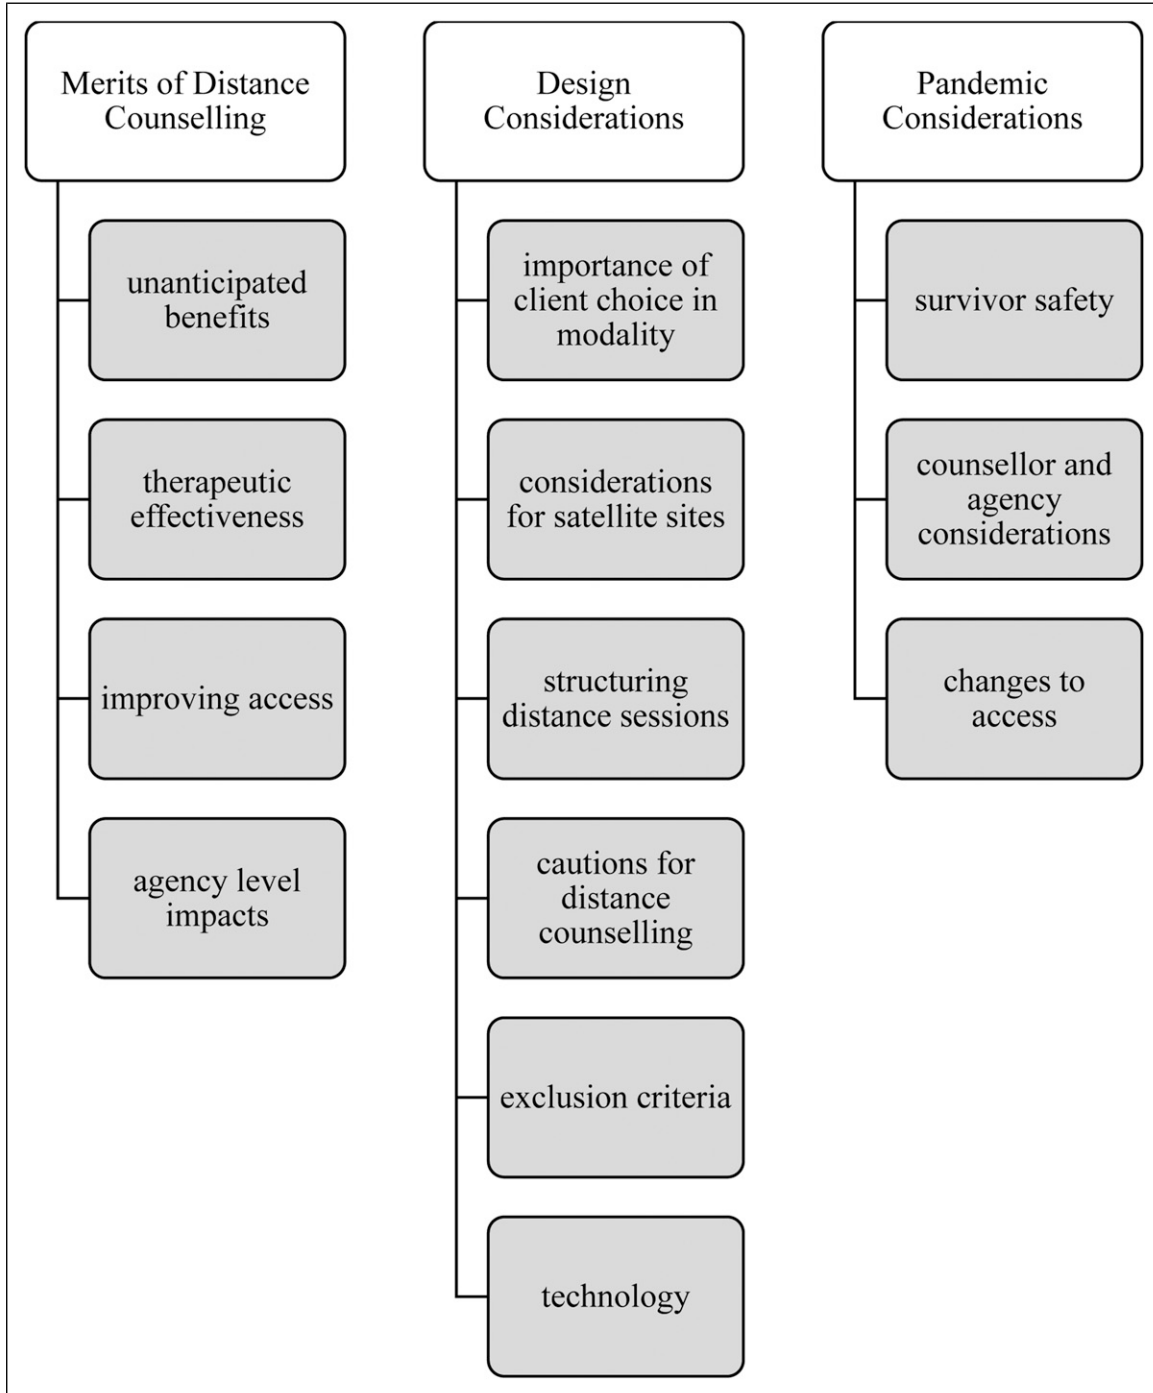 Merits of Distance
Counselling
unanticipated
benefits
therapeutic
effectiveness
improving access
agency level
impacts
Design
Considerations
importance of
client choice in
modality
considerations
for satellite sites
structuring
distance sessions
cautions for
distance
counselling
exclusion criteria
technology
Pandemic
Considerations
survivor safety
counsellor and
agency
considerations
changes to
access